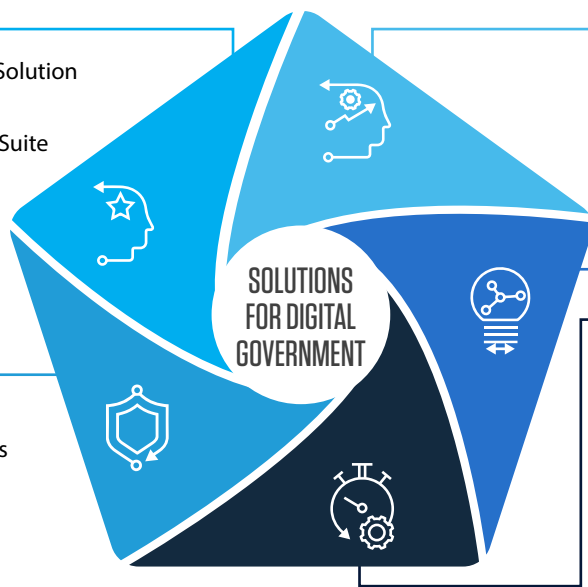 Solution
Suite
SOLUTIONS
FOR DIGITAL
GOVERNMENT
s